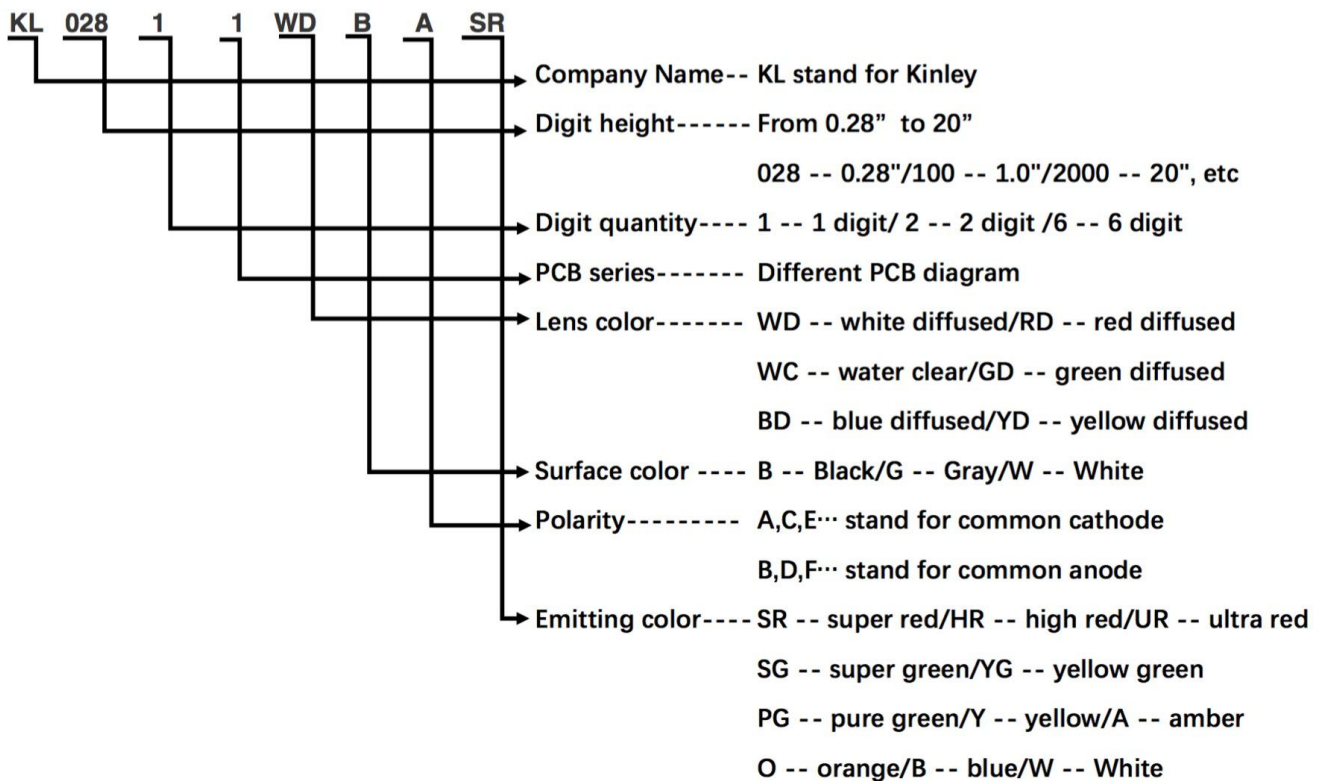 KL 028 1 1 WD B A SR
Company Name-- KL stand for Kinley
Digit height------ From 0.28” to 20”
028 -- 0.28"/100 -- 1.0"/2000 -- 20", etc
Digit quantity---- 1 -- 1 digit/ 2 -- 2 digit /6 -- 6 digit
PCB series------- Different PCB diagram
Lens color------- WD -- white diffused/RD -- red diffused
WC -- water clear/GD -- green diffused
BD -- blue diffused/YD -- yellow diffused
Surface color ---- B -- Black/G -- Gray/W -- White
Polarity--------- A,C,E··· stand for common cathode
B,D,F··· stand for common anode
Emitting color---- SR -- super red/HR -- high red/UR -- ultra red
SG -- super green/YG -- yellow green
PG -- pure green/Y -- yellow/A -- amber
O -- orange/B -- blue/W -- White